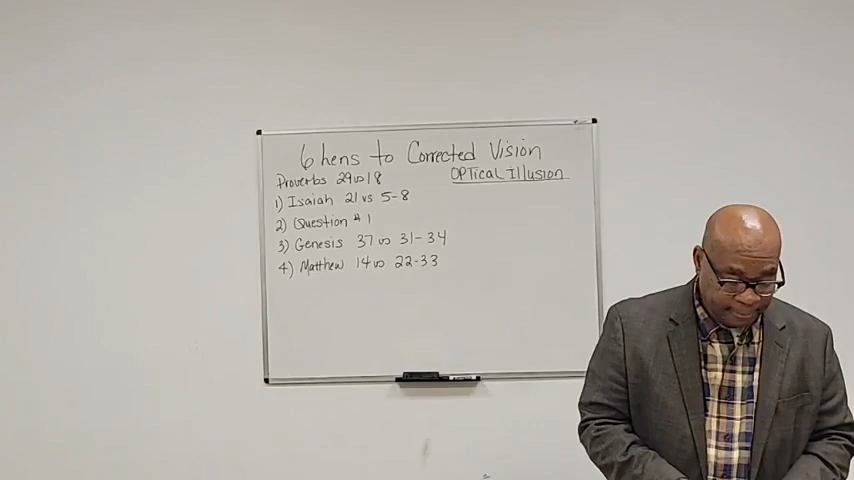 6 hens to Corrected Vision
Proverbs 29 vs 18
OPTical Illusion
1) Isaiah 21 vs 5-8
2) Question # 1
3) Genesis 37 vs 31-34
4) Matthew 14 vs 22-33